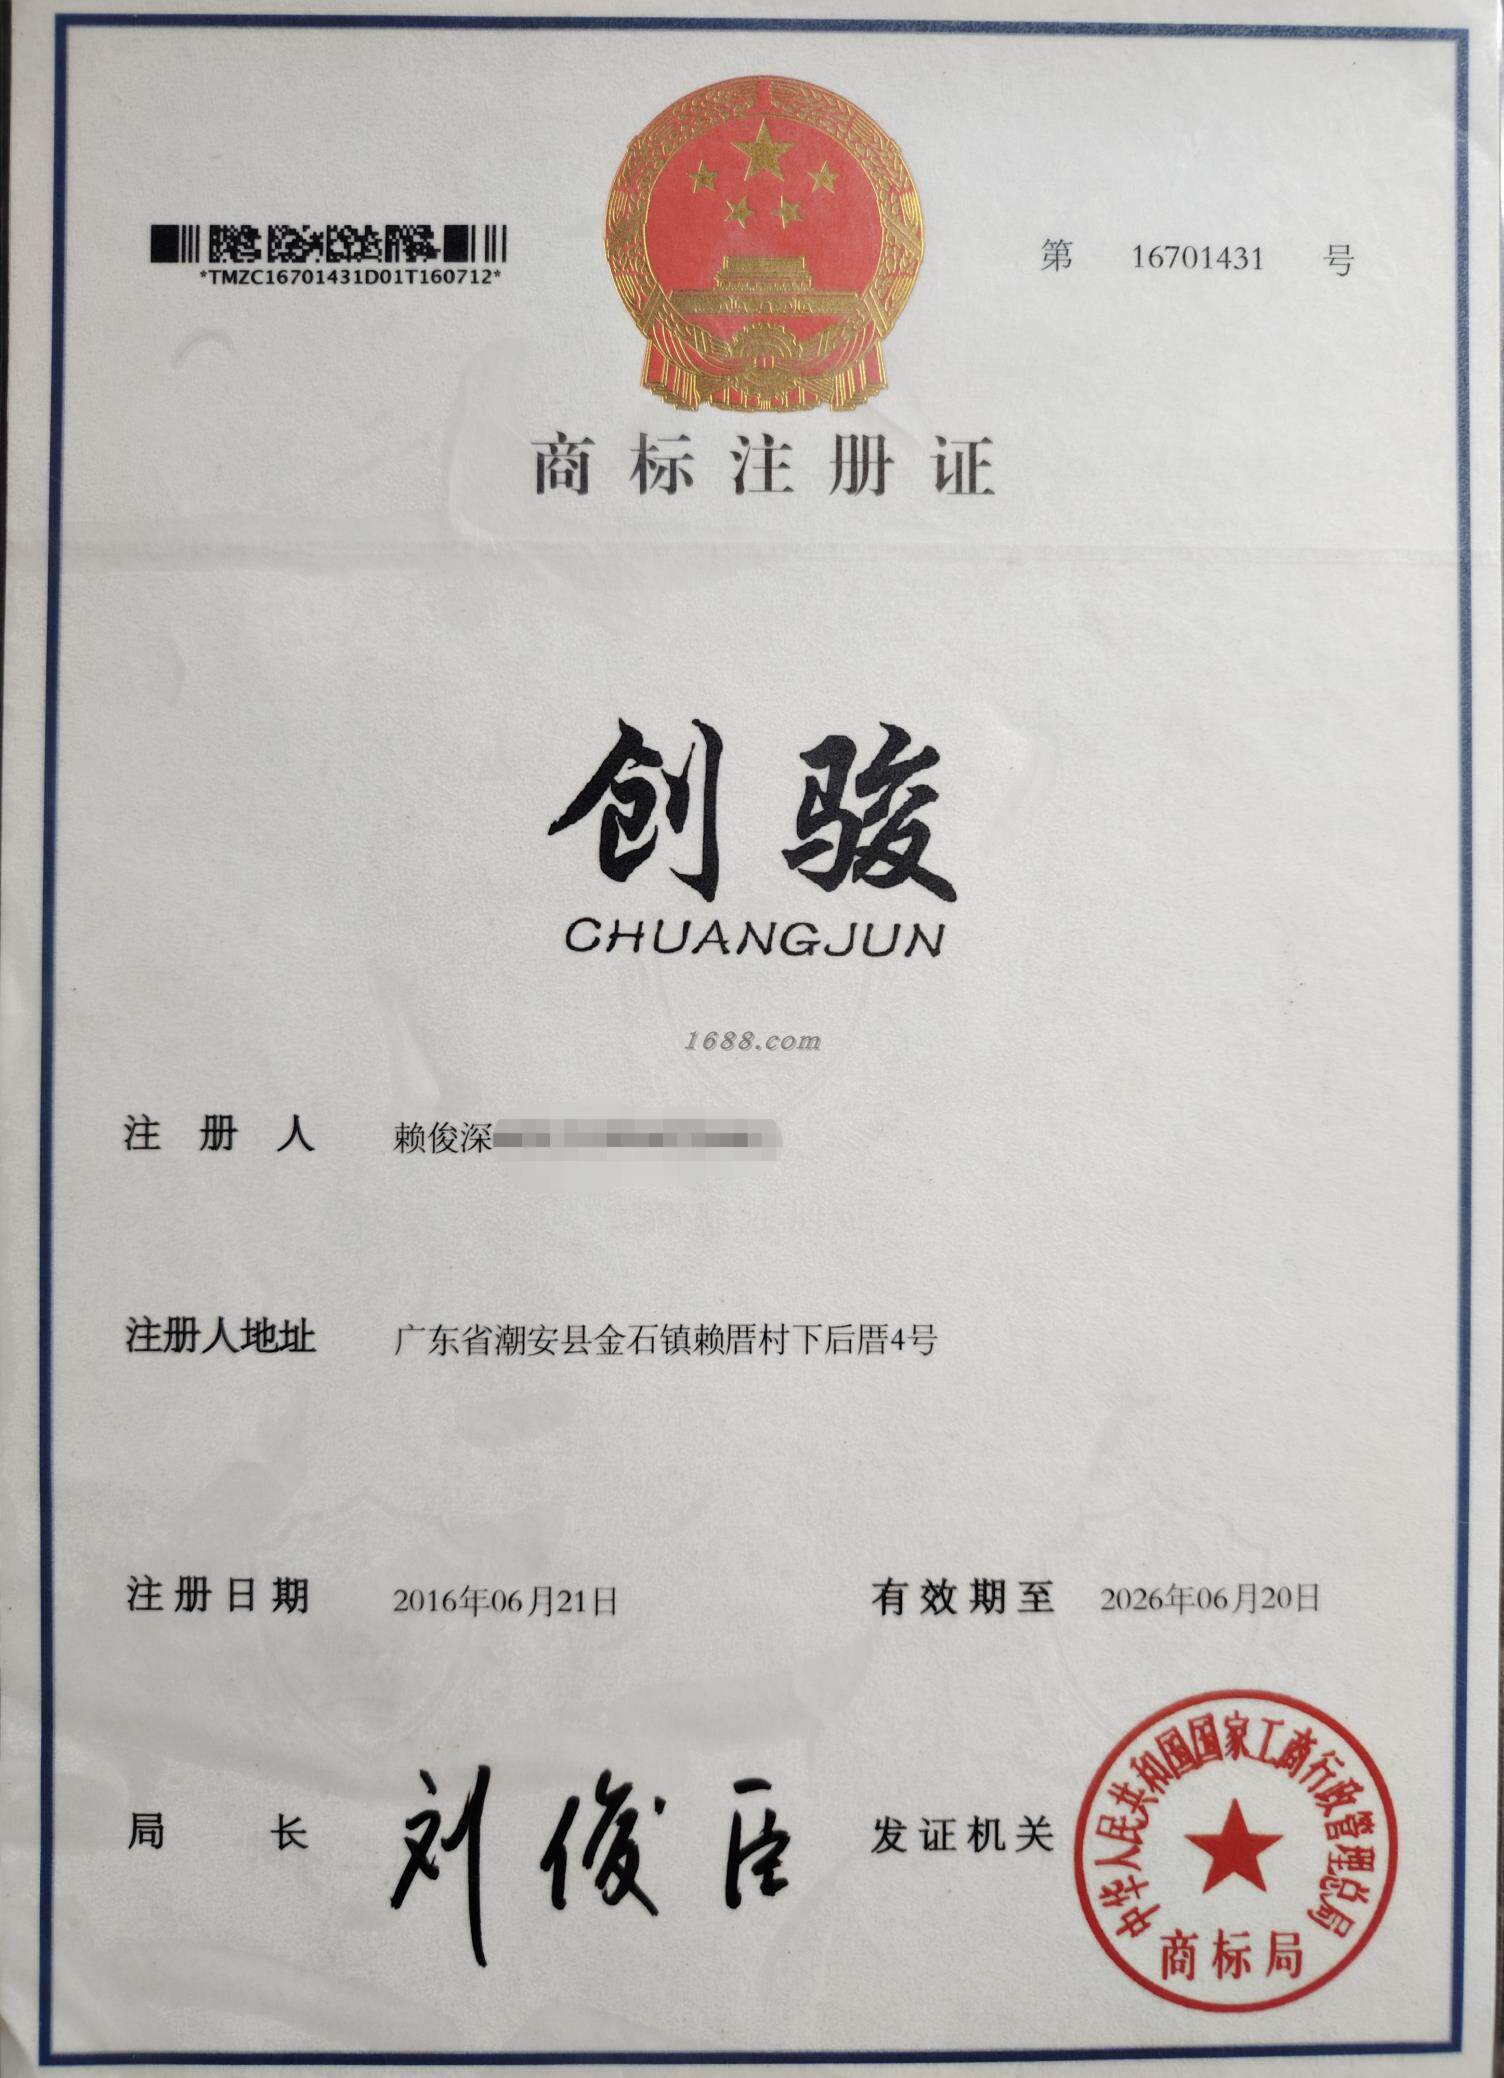 *TMZC16701431D01T160712*
第 16701431 号
商标注册证
创骏
CHUANGJUN
1688.com
注册人 赖俊深
注册人地址 广东省潮安县金石镇赖厝村下后厝4号
注册日期 2016年06月21日 有效期至 2026年06月20日
局长 刘俊臣 发证机关
中华人民共和国国家工商行政管理总局
商标局